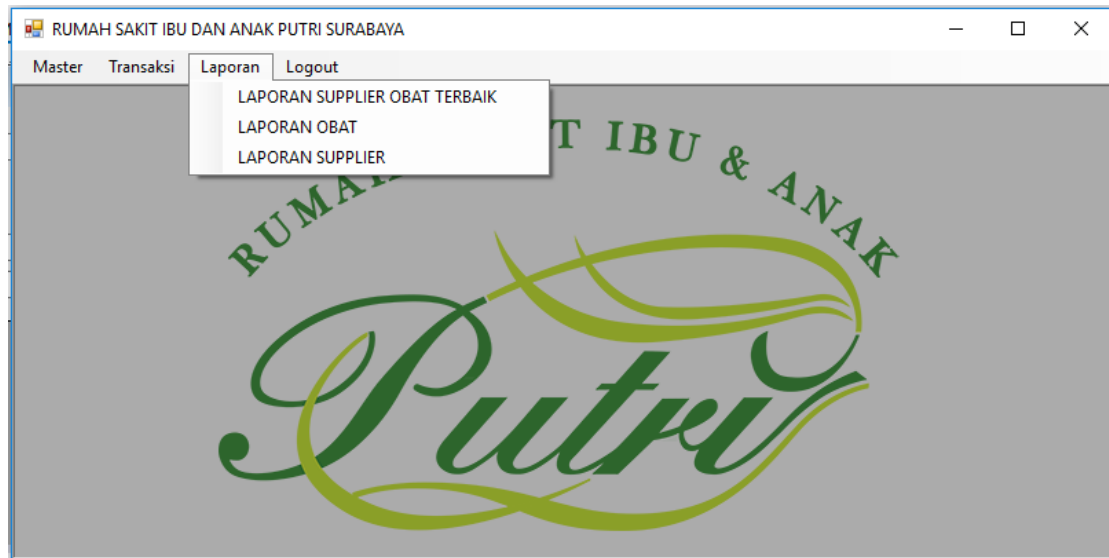 RUMAH SAKIT IBU DAN ANAK PUTRI SURABAYA
Master Transaksi Laporan Logout
LAPORAN SUPPLIER OBAT TERBAIK
LAPORAN OBAT
LAPORAN SUPPLIER
IBU & ANAK
Putri